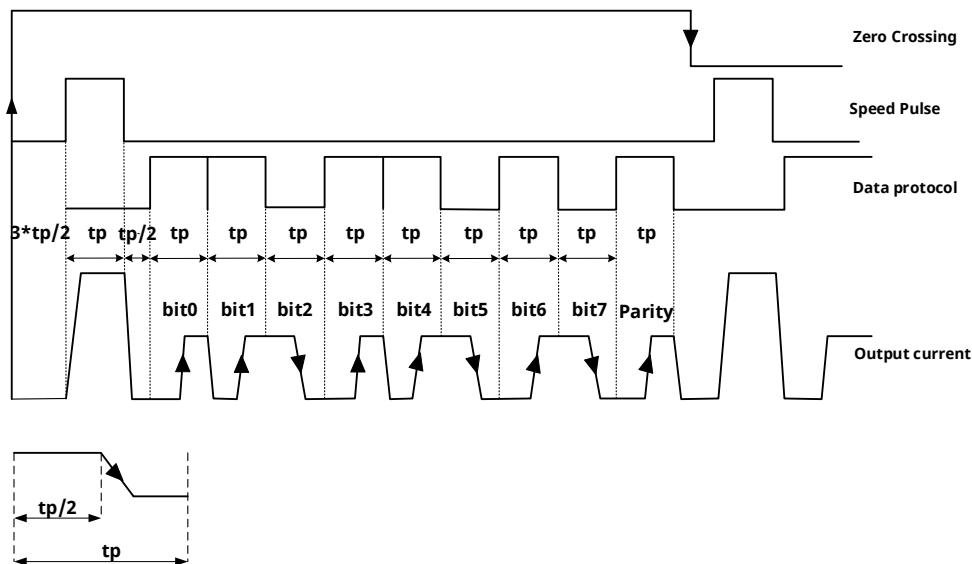 Zero Crossing
Speed Pulse
Data protocol
3*tp/2 tp tp/2 tp tp tp tp tp tp tp tp tp
bit0 bit1 bit2 bit3 bit4 bit5 bit6 bit7 Parity
Output current
tp/2
tp